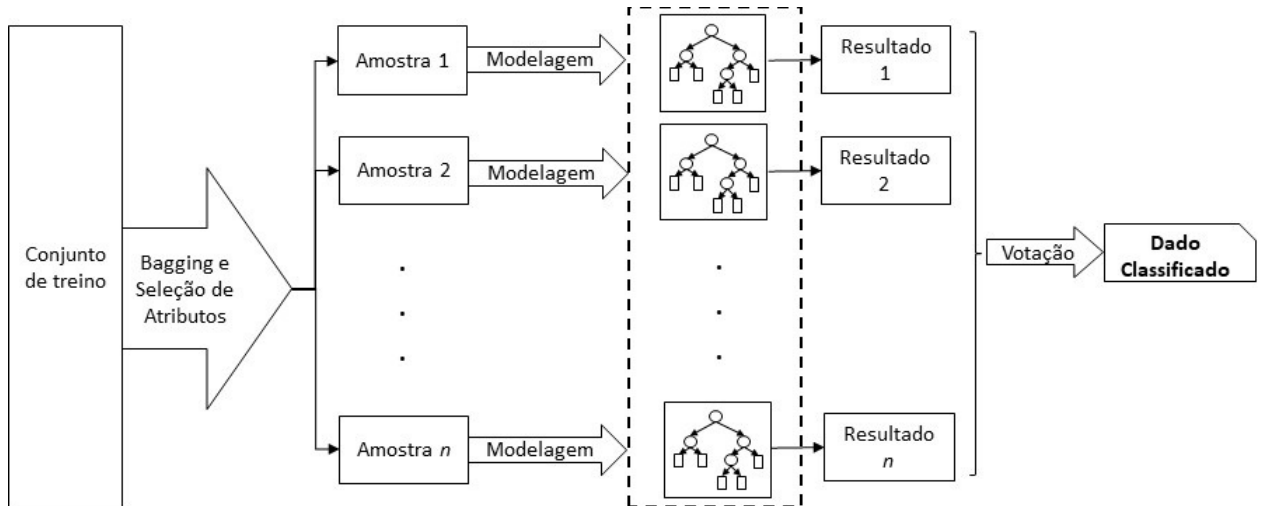 Conjunto
de treino
Bagging e
Seleção de
Atributos
Amostra 1
Modelagem
Resultado
1
Amostra 2
Modelagem
Resultado
2
Amostra n
Modelagem
Resultado
n
Votação
Dado
Classificado